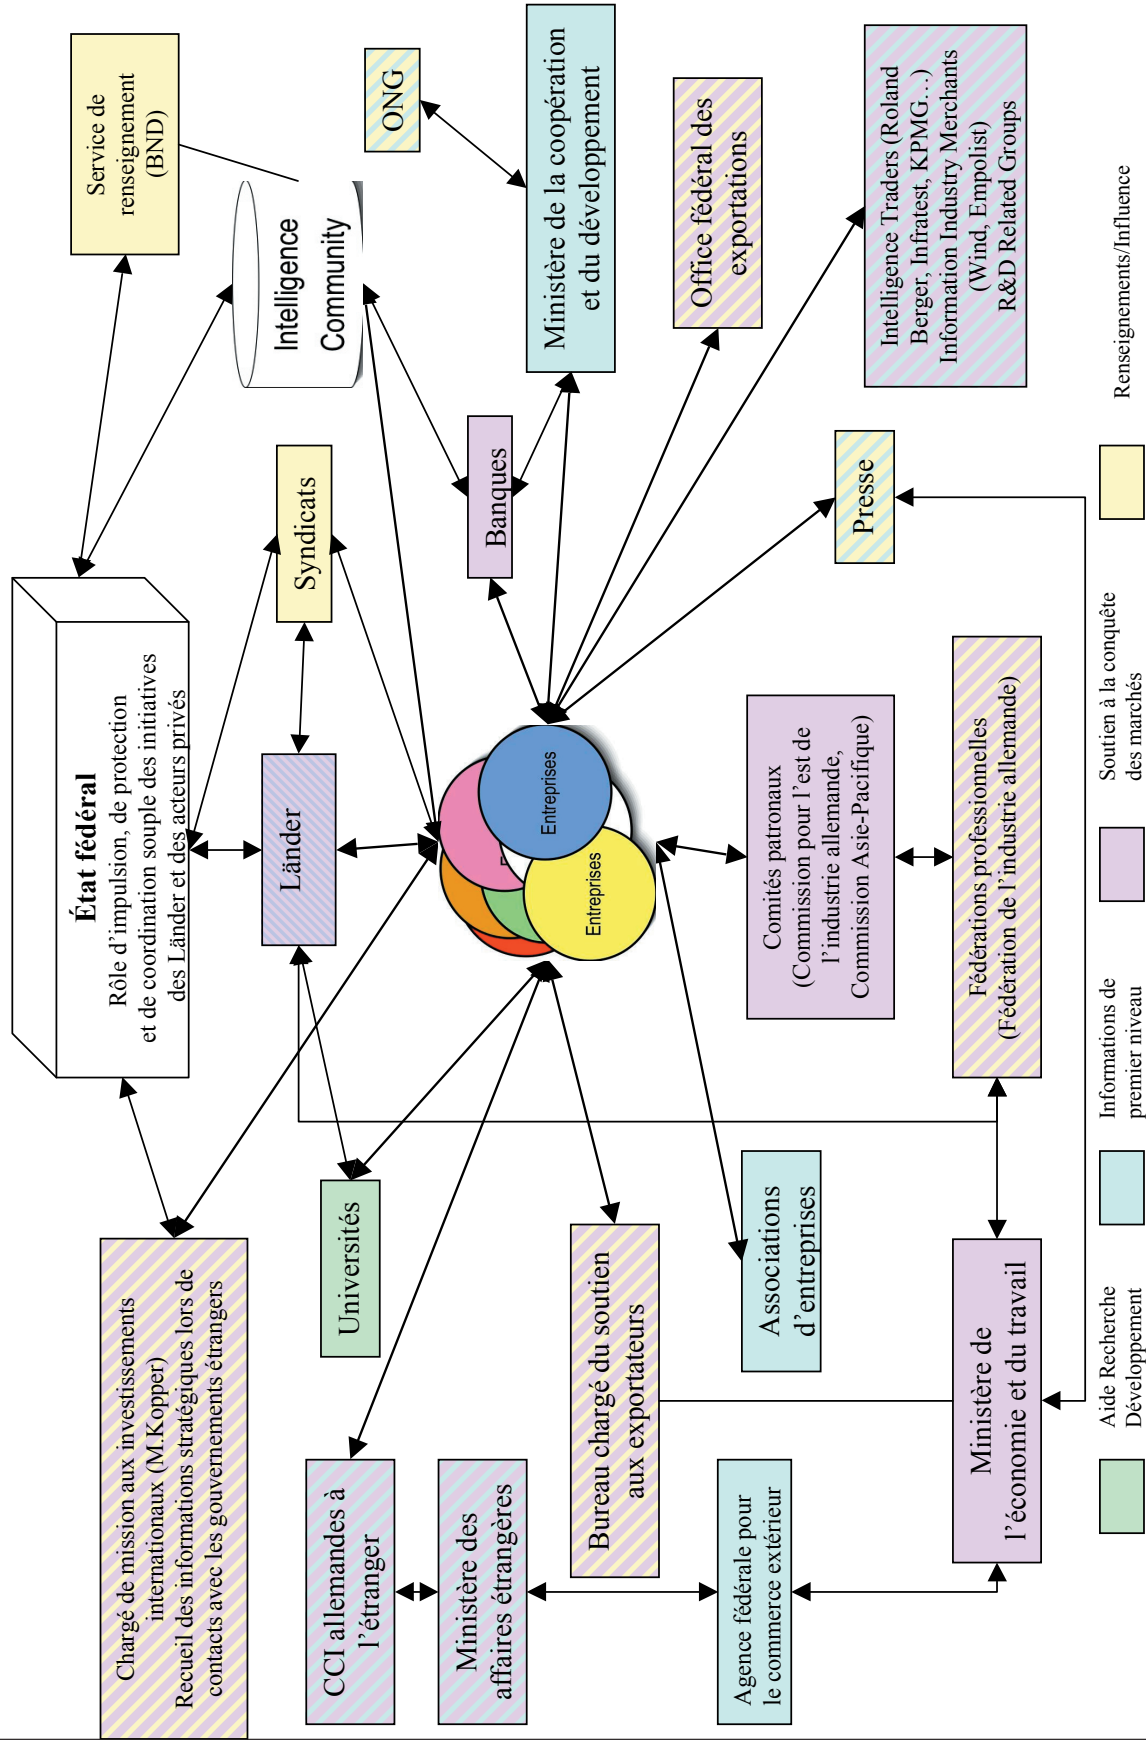 État fédéral
Rôle d'impulsion, de protection
et de coordination souple des initiatives
des Länder et des acteurs privés
Service de
renseignement
(BND)
Chargé de mission aux investissements
internationaux (M.Kopper)
Recueil des informations stratégiques lors de
contacts avec les gouvernements étrangers
Intelligence
Community
Länder
Syndicats
Universités
ONG
CCI allemandes à
l'étranger
Ministère des
affaires étrangères
Banques
Ministère de la coopération
et du développement
Entreprises
Entreprises
E
Bureau chargé du soutien
aux exportateurs
Office fédéral des
exportations
Agence fédérale pour
le commerce extérieur
Associations
d'entreprises
Comités patronaux
(Commission pour l'est de
l'industrie allemande,
Commission Asie-Pacifique)
Presse
Intelligence Traders (Roland
Berger, Infratest, KPMG…)
Information Industry Merchants
(Wind, Empolist)
R&D Related Groups
Ministère de
l'économie et du travail
Fédérations professionnelles
(Fédération de l'industrie allemande)
Aide Recherche
Développement
Informations de
premier niveau
Soutien à la conquête
des marchés
Renseignements/Influence